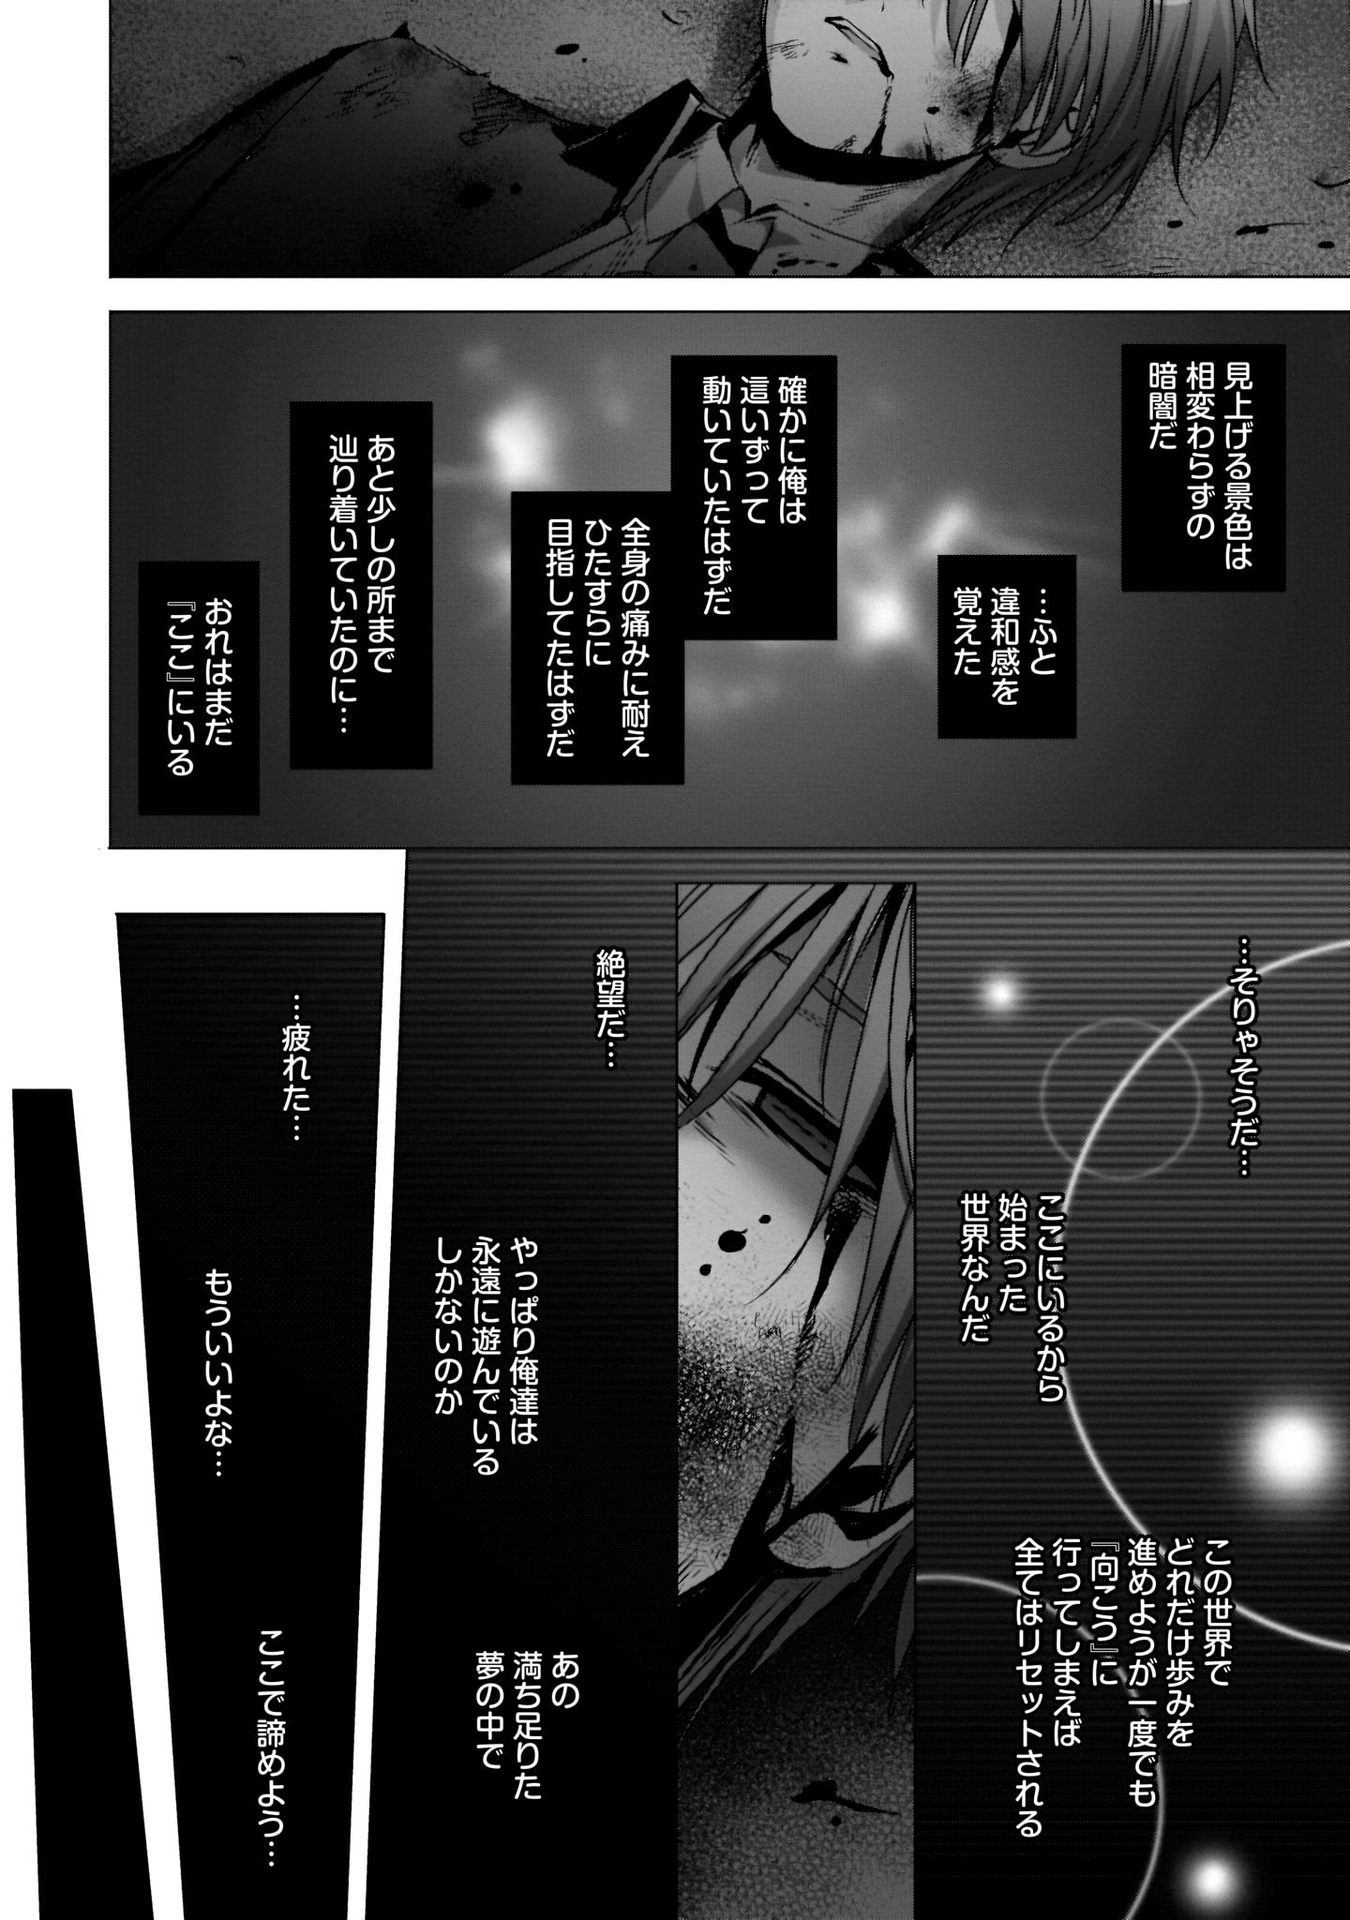 見上げる景色は
相変わらずの
暗闇だ
…ふと
違和感を
覚えた
確かに俺は
這いずって
動いていたはずだ
全身の痛みに耐え
ひたすらに
目指してたはずだ
あと少しの所まで
辿り着いていたのに…
おれはまだ
『ここ』にいる
…そりゃそうだ…
ここにいるから
始まった
世界なんだ
この世界で
どれだけ歩みを
進めようが一度でも
『向こう』に
行ってしまえば
全てはリセットされる
絶望だ…
やっぱり俺達は
永遠に遊んでいる
しかないのか
あの
満ち足りた
夢の中で
…疲れた…
もういいよな…
ここで諦めよう…